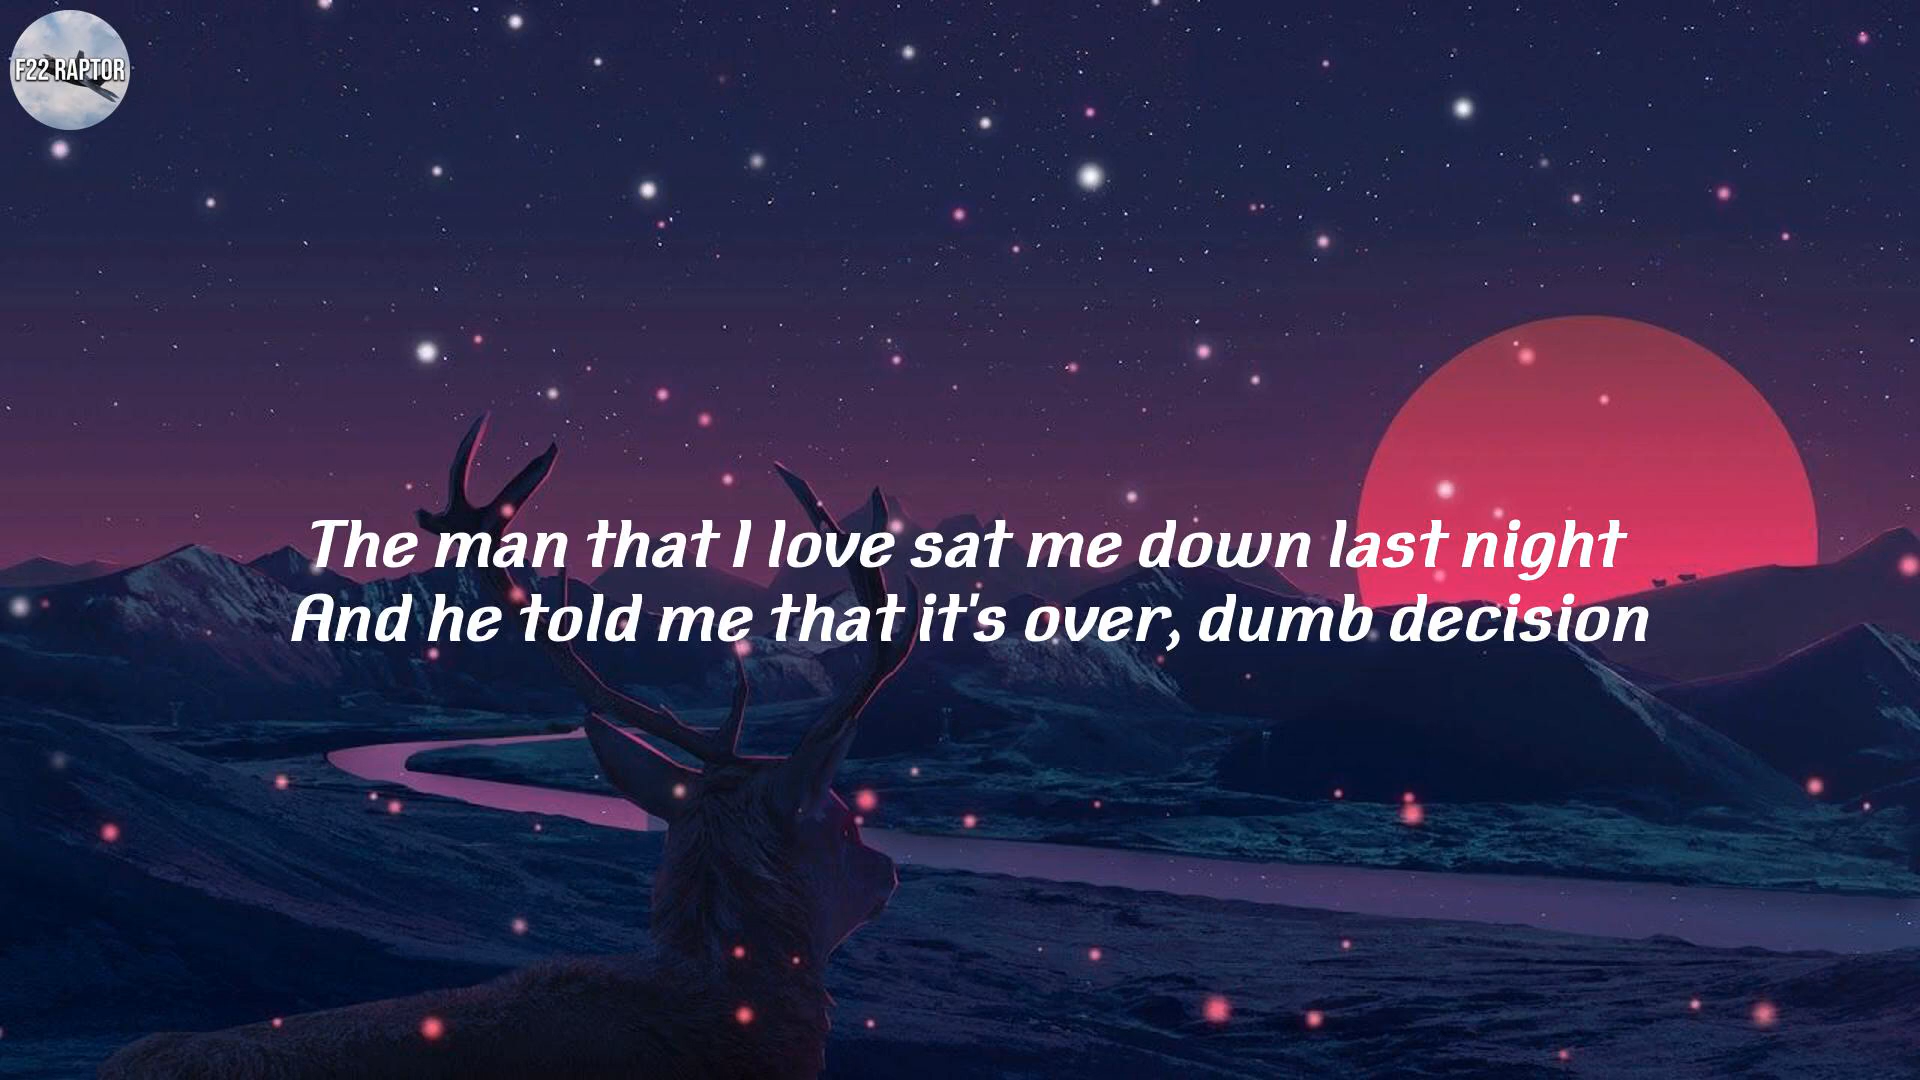 F22 RAPTOR
The man that I love sat me down last night
And he told me that it's over, dumb decision